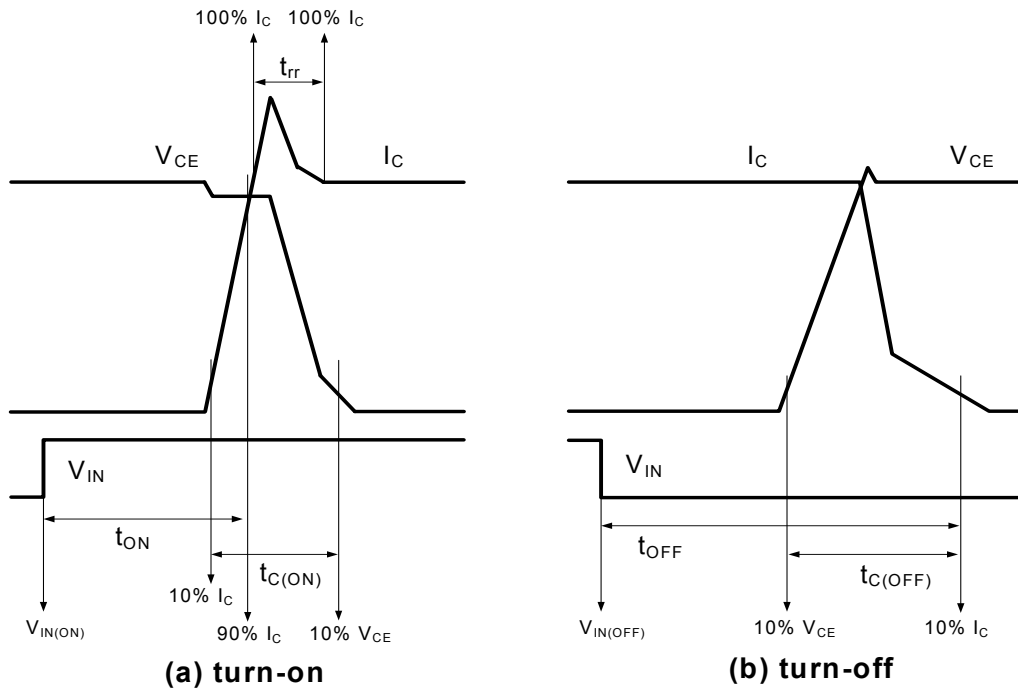 100% I_C 100% I_C
t_rr
V_CE I_C
I_C V_CE
V_IN
V_IN
t_ON
t_OFF
t_C(ON)
t_C(OFF)
10% I_C
V_IN(ON) 90% I_C 10% V_CE
V_IN(OFF) 10% V_CE 10% I_C
(a) turn-on
(b) turn-off